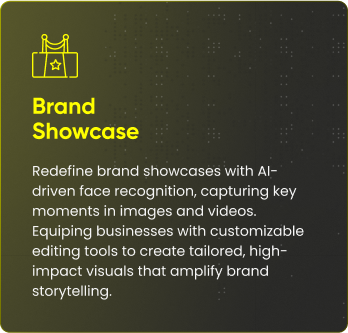 Brand
Showcase
Redefine brand showcases with AI-
driven face recognition, capturing key
moments in images and videos.
Equiping businesses with customizable
editing tools to create tailored, high-
impact visuals that amplify brand
storytelling.